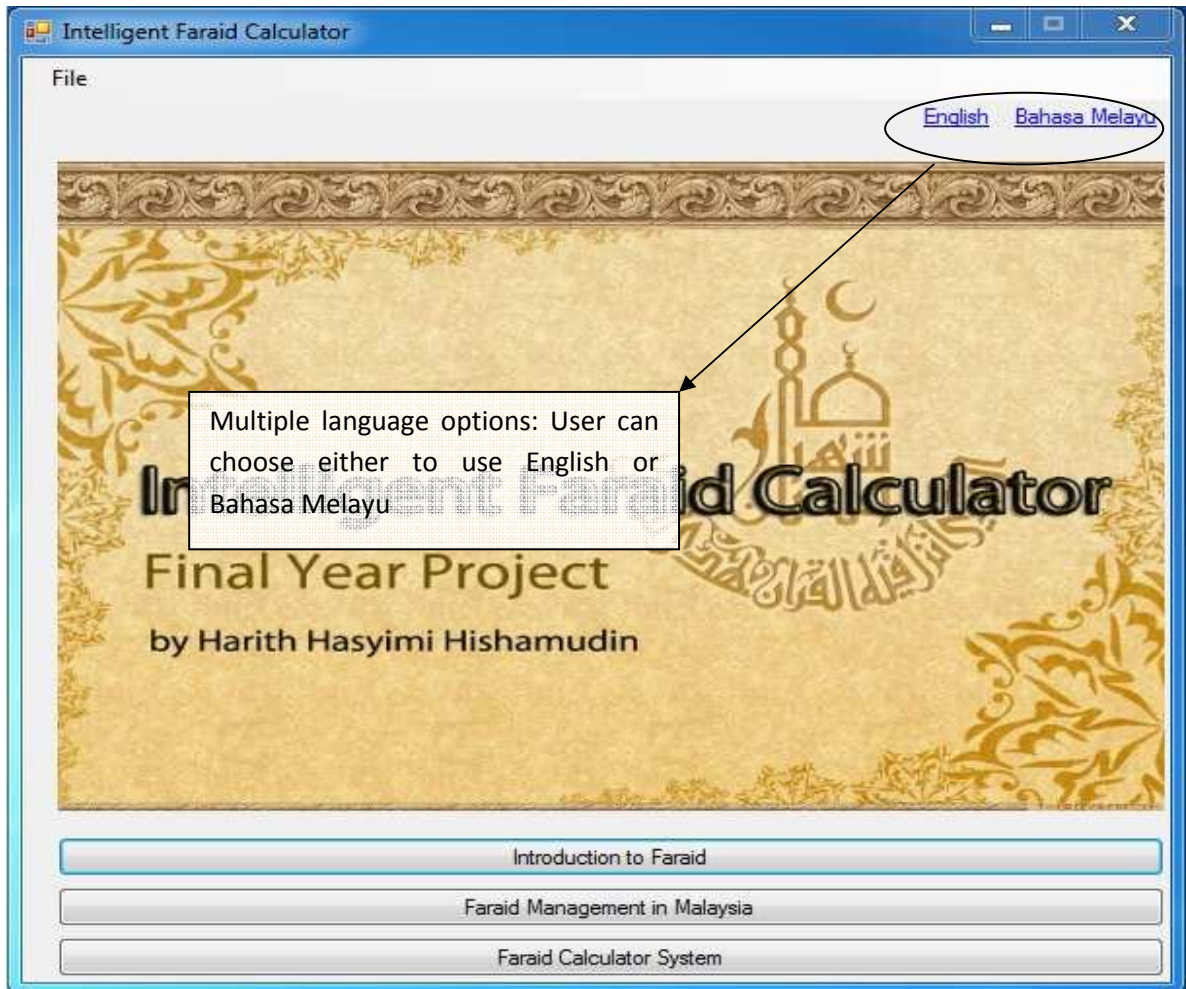 Intelligent Faraid Calculator
File
English Bahasa Melayu
Multiple language options: User can
choose either to use English or
Bahasa Melayu
Intelligent Faraid Calculator
Final Year Project
by Harith Hasyimi Hishamudin
Introduction to Faraid
Faraid Management in Malaysia
Faraid Calculator System